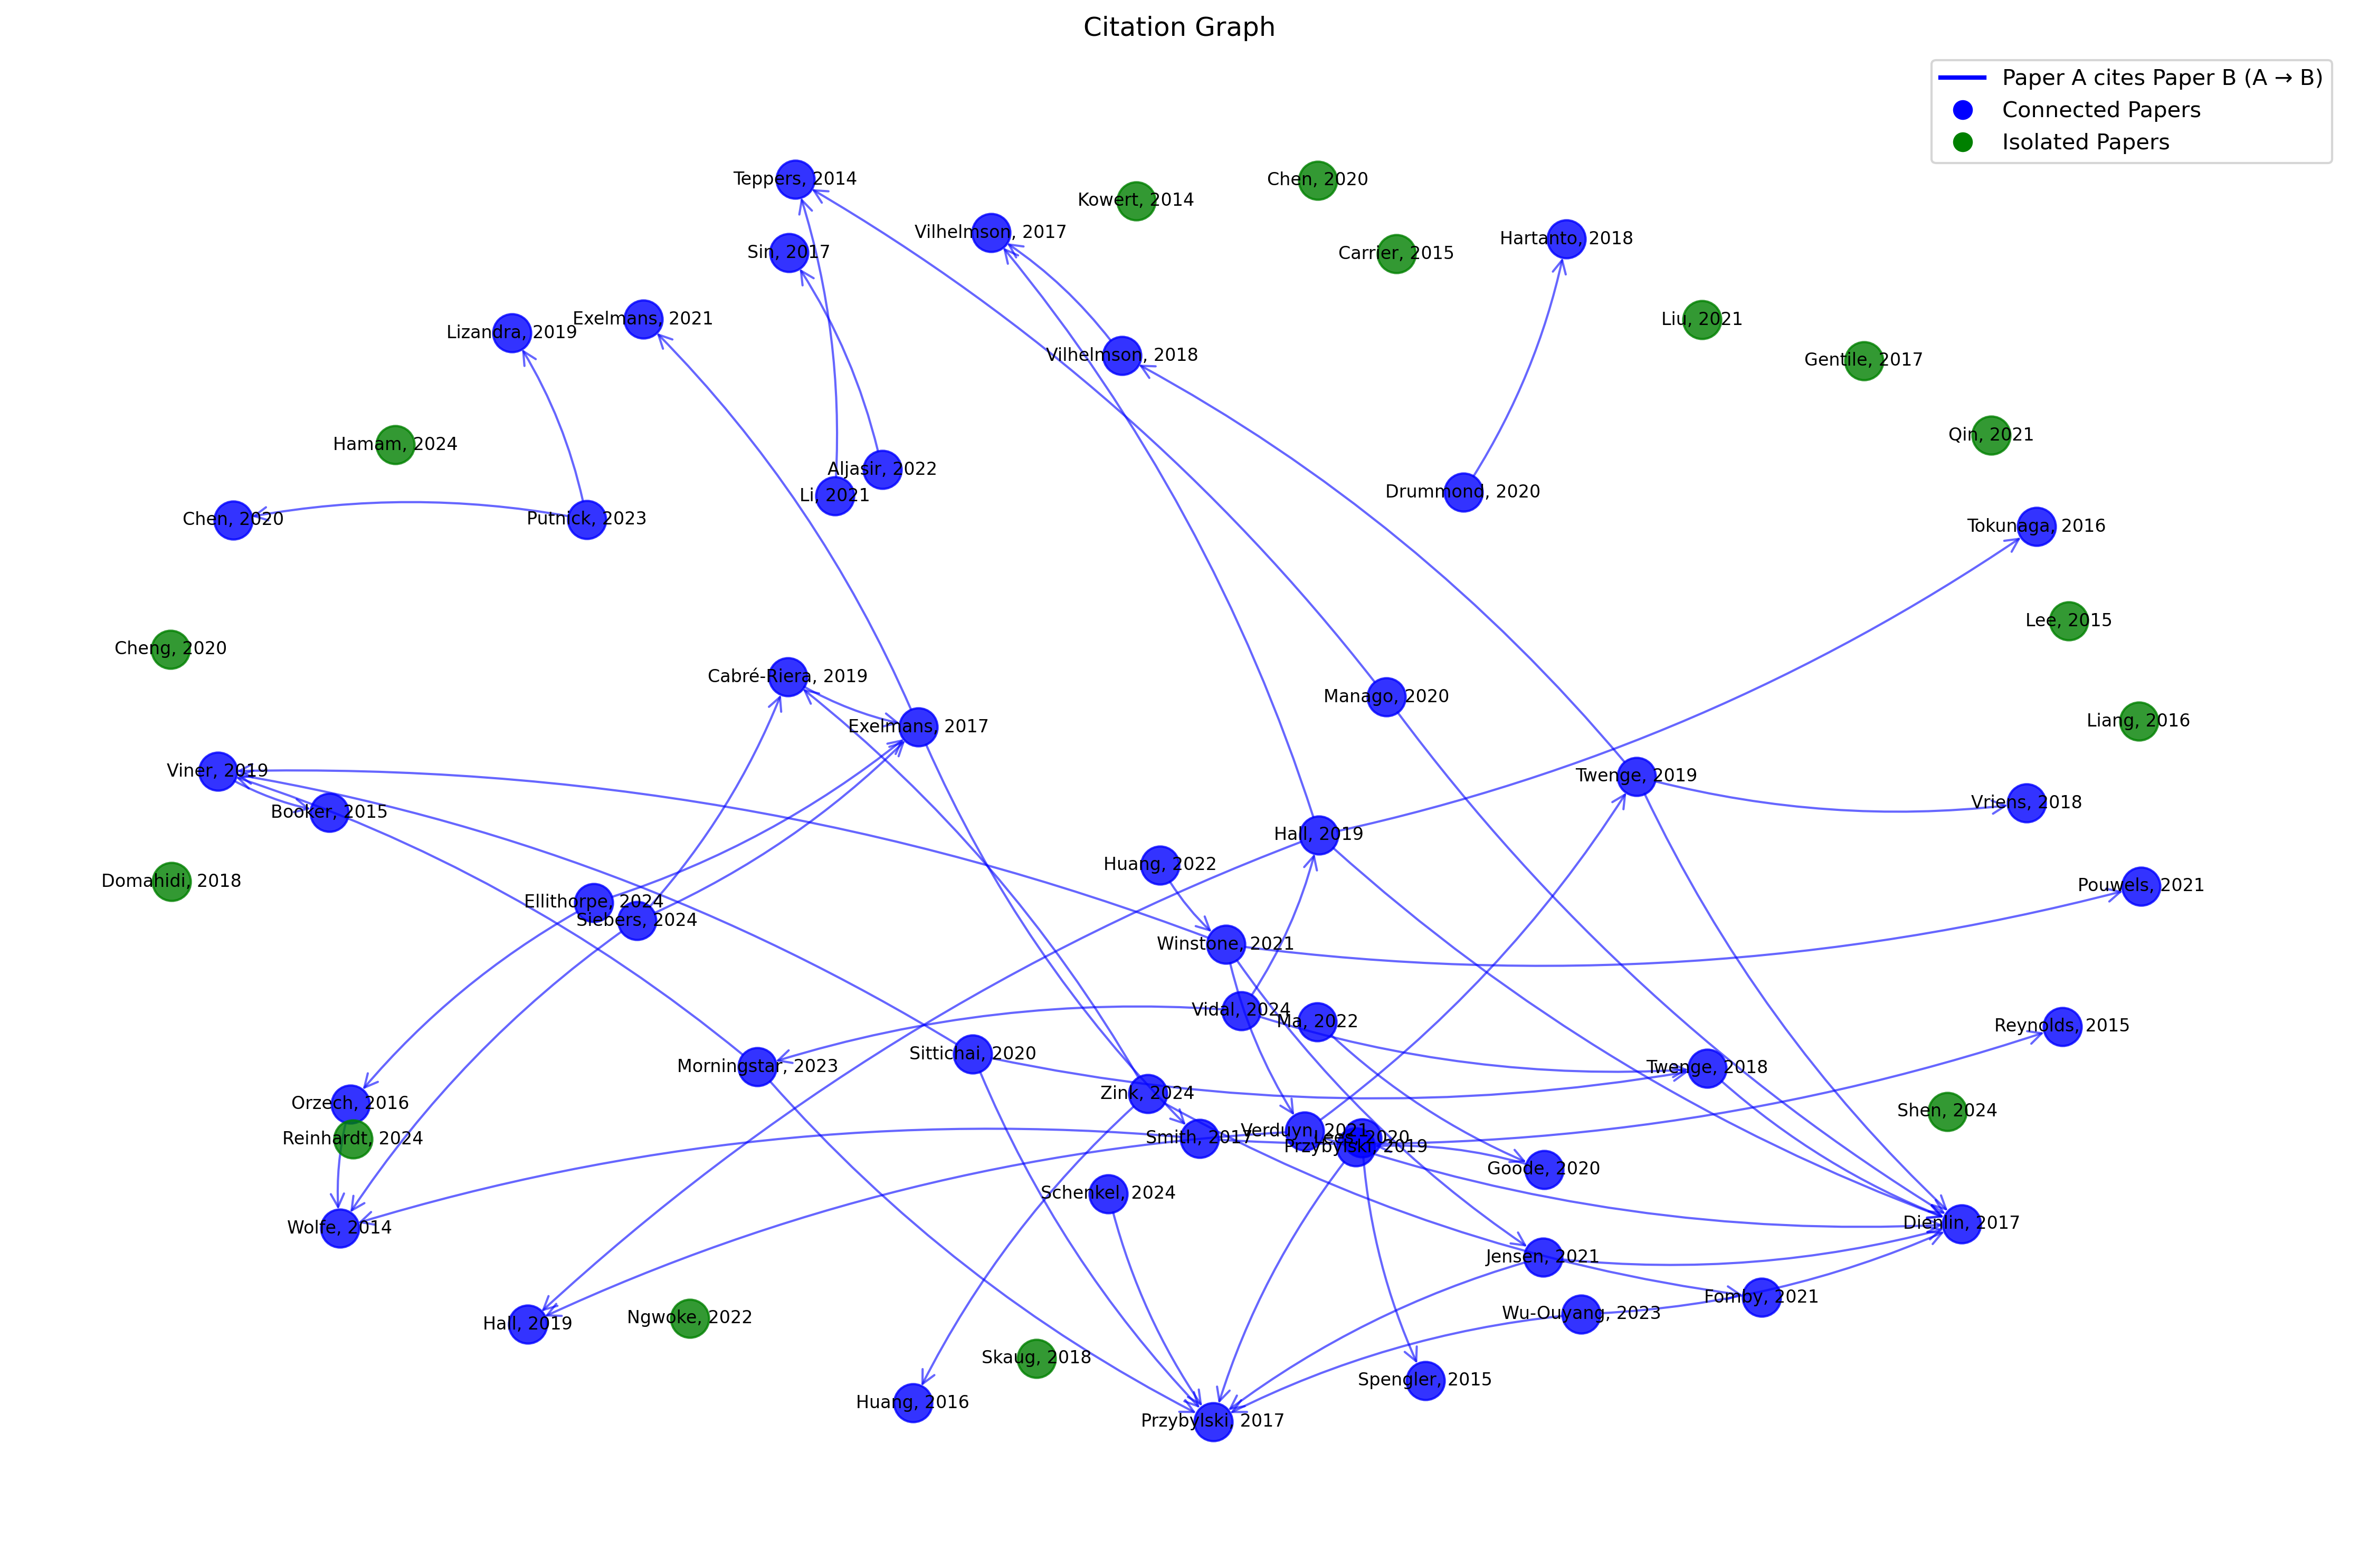 Citation Graph
Paper A cites Paper B (A → B)
Connected Papers
Isolated Papers
Teppers, 2014
Kowert, 2014
Chen, 2020
Vilhelmson, 2017
Hartanto, 2018
Sin, 2017
Carrier, 2015
Exelmans, 2021
Liu, 2021
Lizandra, 2019
Vilhelmson, 2018
Gentile, 2017
Qin, 2021
Hamam, 2024
Aljasir, 2022
Li, 2021
Drummond, 2020
Chen, 2020
Putnick, 2023
Tokunaga, 2016
Lee, 2015
Cheng, 2020
Cabré-Riera, 2019
Manago, 2020
Liang, 2016
Exelmans, 2017
Viner, 2019
Twenge, 2019
Vriens, 2018
Booker, 2015
Hall, 2019
Huang, 2022
Domahidi, 2018
Pouwels, 2021
Ellithorpe, 2024
Siebers, 2024
Winstone, 2021
Vidal, 2024
Ma, 2022
Reynolds, 2015
Sittichai, 2020
Morningstar, 2023
Twenge, 2018
Zink, 2024
Orzech, 2016
Shen, 2024
Verduyn, 2021
Reinhardt, 2024
Smith, 2017
Lees, 2020
Przybylski, 2019
Goode, 2020
Schenkel, 2024
Wolfe, 2014
Dienlin, 2017
Jensen, 2021
Fomby, 2021
Wu-Ouyang, 2023
Ngwoke, 2022
Hall, 2019
Skaug, 2018
Spengler, 2015
Huang, 2016
Przybylski, 2017